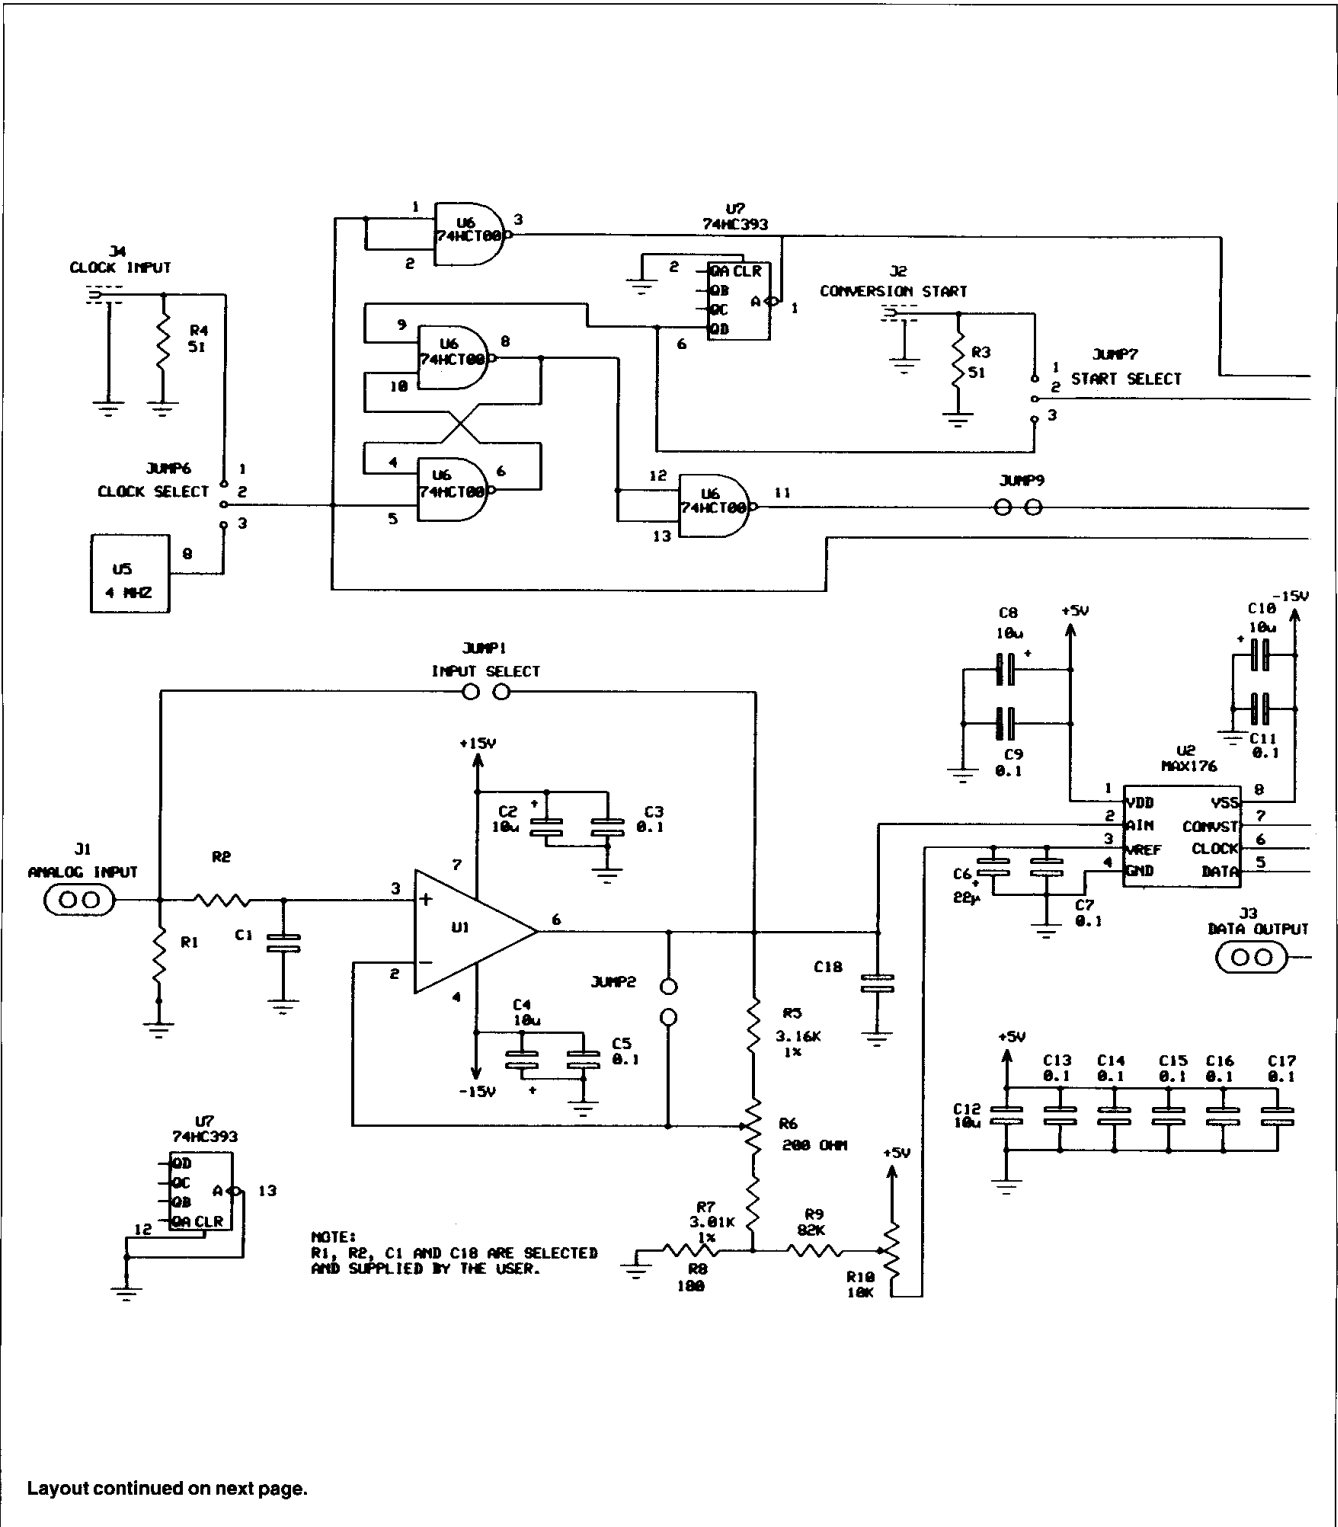 1
U6
3
74HCT00
2
U7
74HC393
J4
CLOCK INPUT
2
QA CLR
QB
QC
A
1
QD
6
J2
CONVERSION START
R4
51
9
U6
8
74HCT00
10
R3
51
JUMP7
1
START SELECT
2
3
4
U6
6
74HCT00
5
JUMP6
1
CLOCK SELECT
2
3
12
U6
11
74HCT00
13
JUMP9
8
U5
4 MHZ
JUMP1
INPUT SELECT
C8
10u
+
+5V
C9
0.1
C10
10u
+
-15V
C11
0.1
+15V
C2
10u
+
C3
0.1
U2
MAX176
1
VDD
VSS
8
2
AIN
CONVST
7
3
VREF
CLOCK
6
4
GND
DATA
5
J1
ANALOG INPUT
R2
7
3
+
U1
6
2
-
4
R1
C1
C6
+
22µ
C7
0.1
J3
DATA OUTPUT
JUMP2
C18
C4
10u
+
C5
0.1
-15V
R5
3.16K
1%
+5V
C13
0.1
C14
0.1
C15
0.1
C16
0.1
C17
0.1
C12
10u
R6
200 OHM
U7
74HC393
QD
QC
A
13
QB
QA CLR
12
+5V
R7
3.01K
1%
R9
82K
R8
100
R10
10K
NOTE:
R1, R2, C1 AND C18 ARE SELECTED
AND SUPPLIED BY THE USER.
Layout continued on next page.